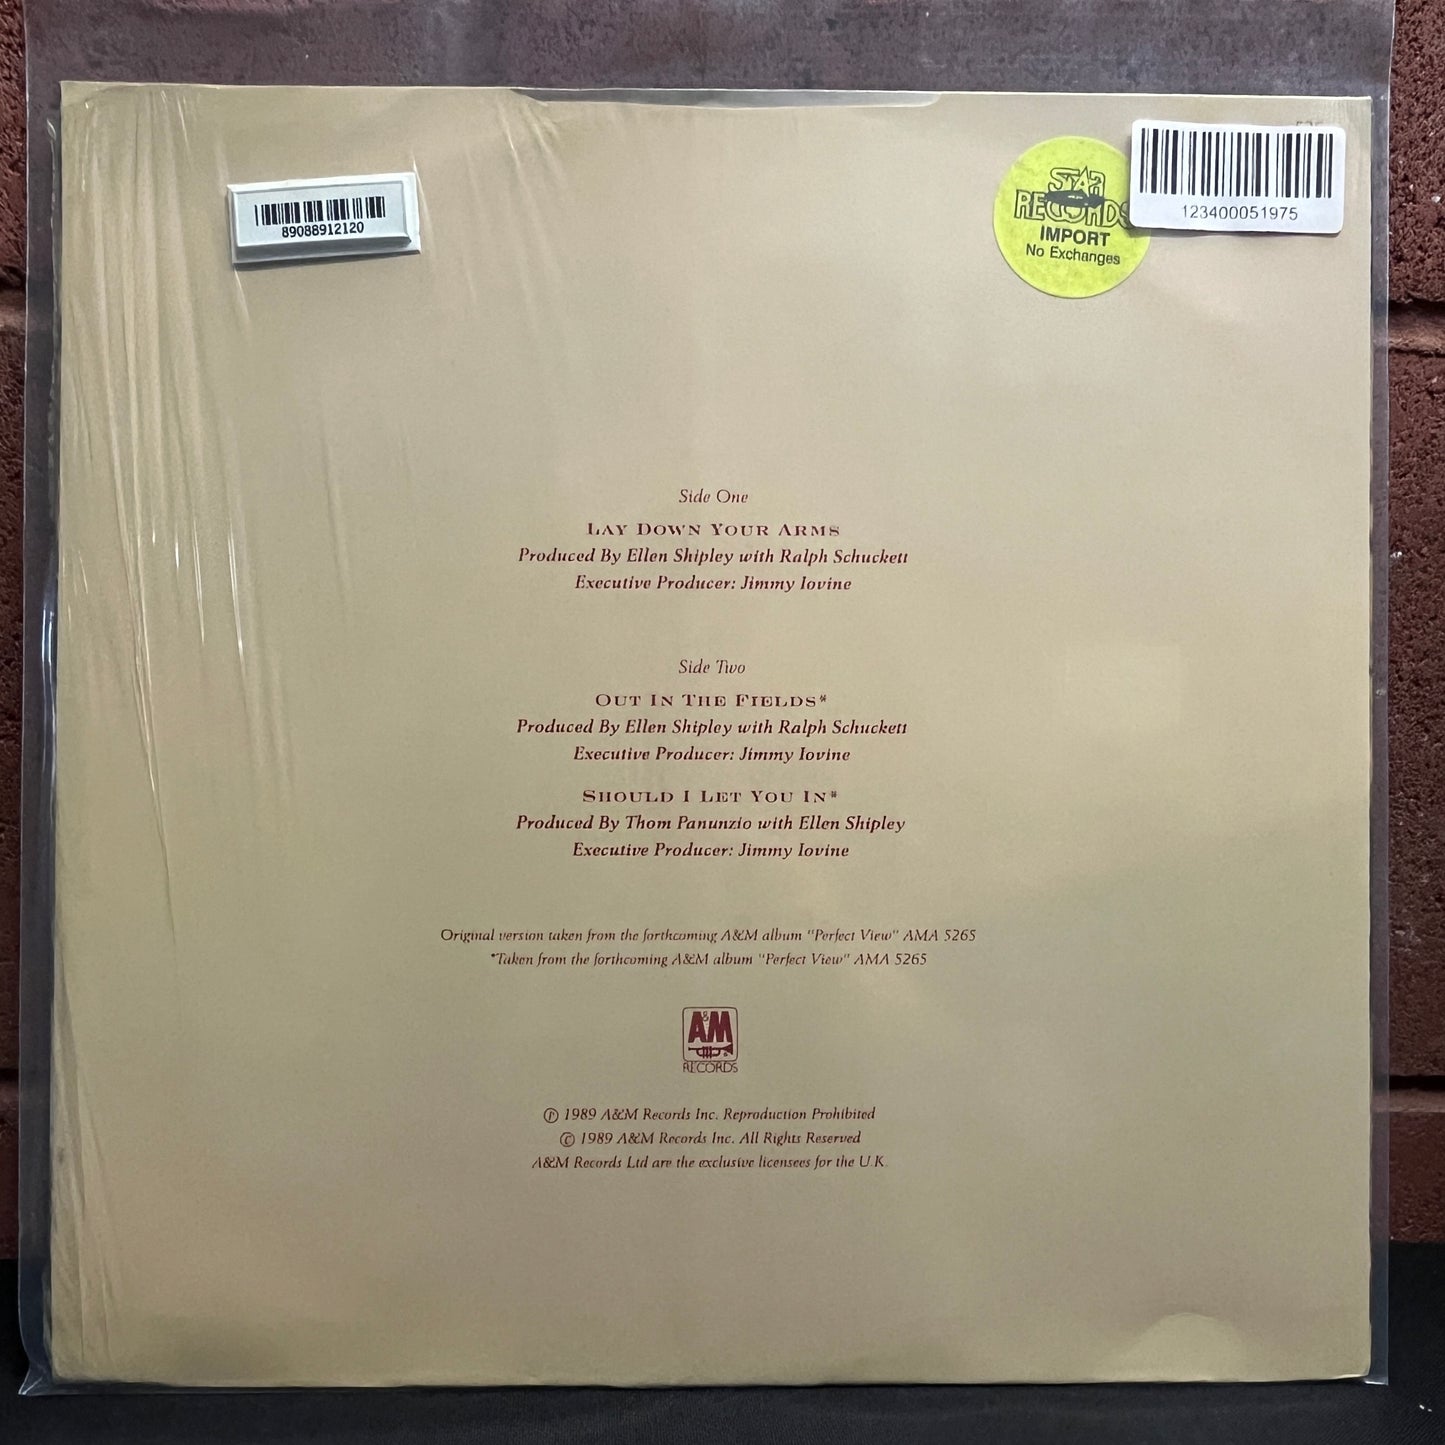 89088912120
STAR
RECORDS
IMPORT
No Exchanges
123400051975
Side One
LAY DOWN YOUR ARMS
Produced By Ellen Shipley with Ralph Schuckett
Executive Producer: Jimmy Iovine
Side Two
OUT IN THE FIELDS*
Produced By Ellen Shipley with Ralph Schuckett
Executive Producer: Jimmy Iovine
SHOULD I LET YOU IN*
Produced By Thom Panunzio with Ellen Shipley
Executive Producer: Jimmy Iovine
Original version taken from the forthcoming A&M album "Perfect View" AMA 5265
*Taken from the forthcoming A&M album "Perfect View" AMA 5265
A&M
RECORDS
℗ 1989 A&M Records Inc. Reproduction Prohibited
© 1989 A&M Records Inc. All Rights Reserved
A&M Records Ltd are the exclusive licensees for the U.K.